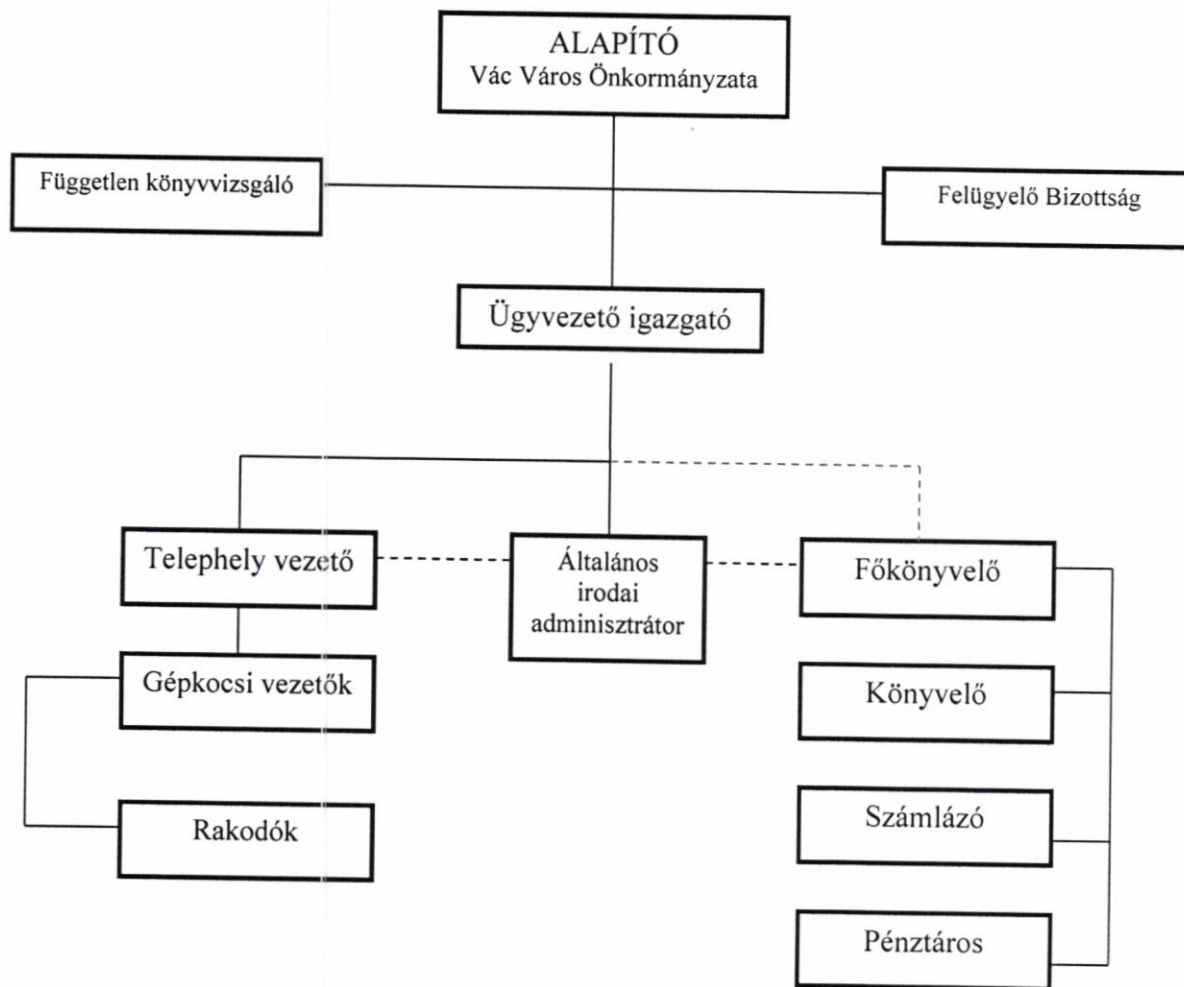 ALAPÍTÓ
Vác Város Önkormányzata
Független könyvvizsgáló
Felügyelő Bizottság
Ügyvezető igazgató
Telephely vezető
Általános
irodai
adminisztrátor
Főkönyvelő
Gépkocsi vezetők
Könyvelő
Rakodók
Számlázó
Pénztáros